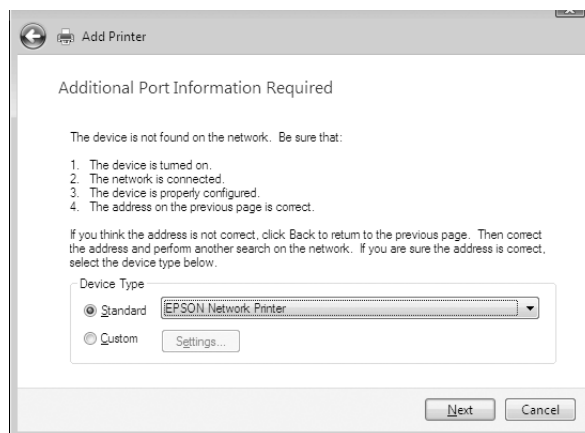 Add Printer
Additional Port Information Required
The device is not found on the network. Be sure that:
1. The device is turned on.
2. The network is connected.
3. The device is properly configured.
4. The address on the previous page is correct.
If you think the address is not correct, click Back to return to the previous page. Then correct
the address and perform another search on the network. If you are sure the address is correct,
select the device type below.
Device Type
Standard EPSON Network Printer
Custom Settings...
Next Cancel